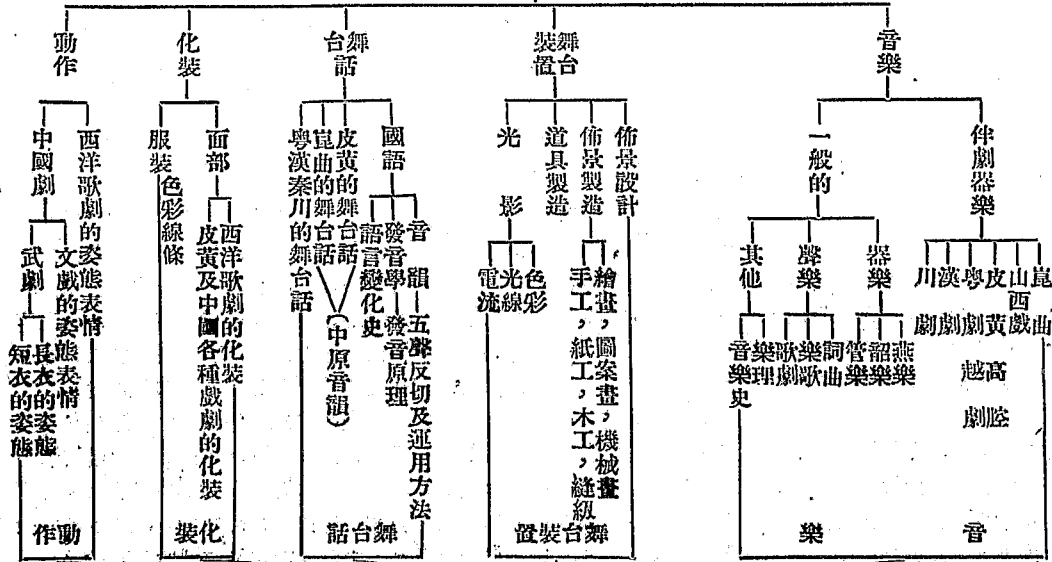 音樂
伴劇器樂
崑曲
山西戲
皮黃
高腔
粵劇
越劇
漢劇
川劇
一般的
器樂
燕樂
韶樂
管樂
聲樂
詞曲
樂歌
歌劇
其他
樂理
音樂史
音樂
舞台裝置
佈景設計
佈景製造
繪畫，圖案畫，機械畫
手工，紙工，木工，縫級
道具製造
光影
色彩
光線
電流
舞台裝置
舞台話
國語
音韻 五聲反切及運用方法
發音學 發音原理
語言變化史
皮黃的舞台話
崑曲的舞台話
（中原音韻）
粵漢秦川的舞台話
舞台話
化裝
面部
西洋歌劇的化裝
皮黃及中國各種戲劇的化裝
服裝色彩線條
化裝
動作
西洋歌劇的姿態表情
中國劇
文戲的姿態表情
武劇
長衣的姿態
短衣的姿態
動作